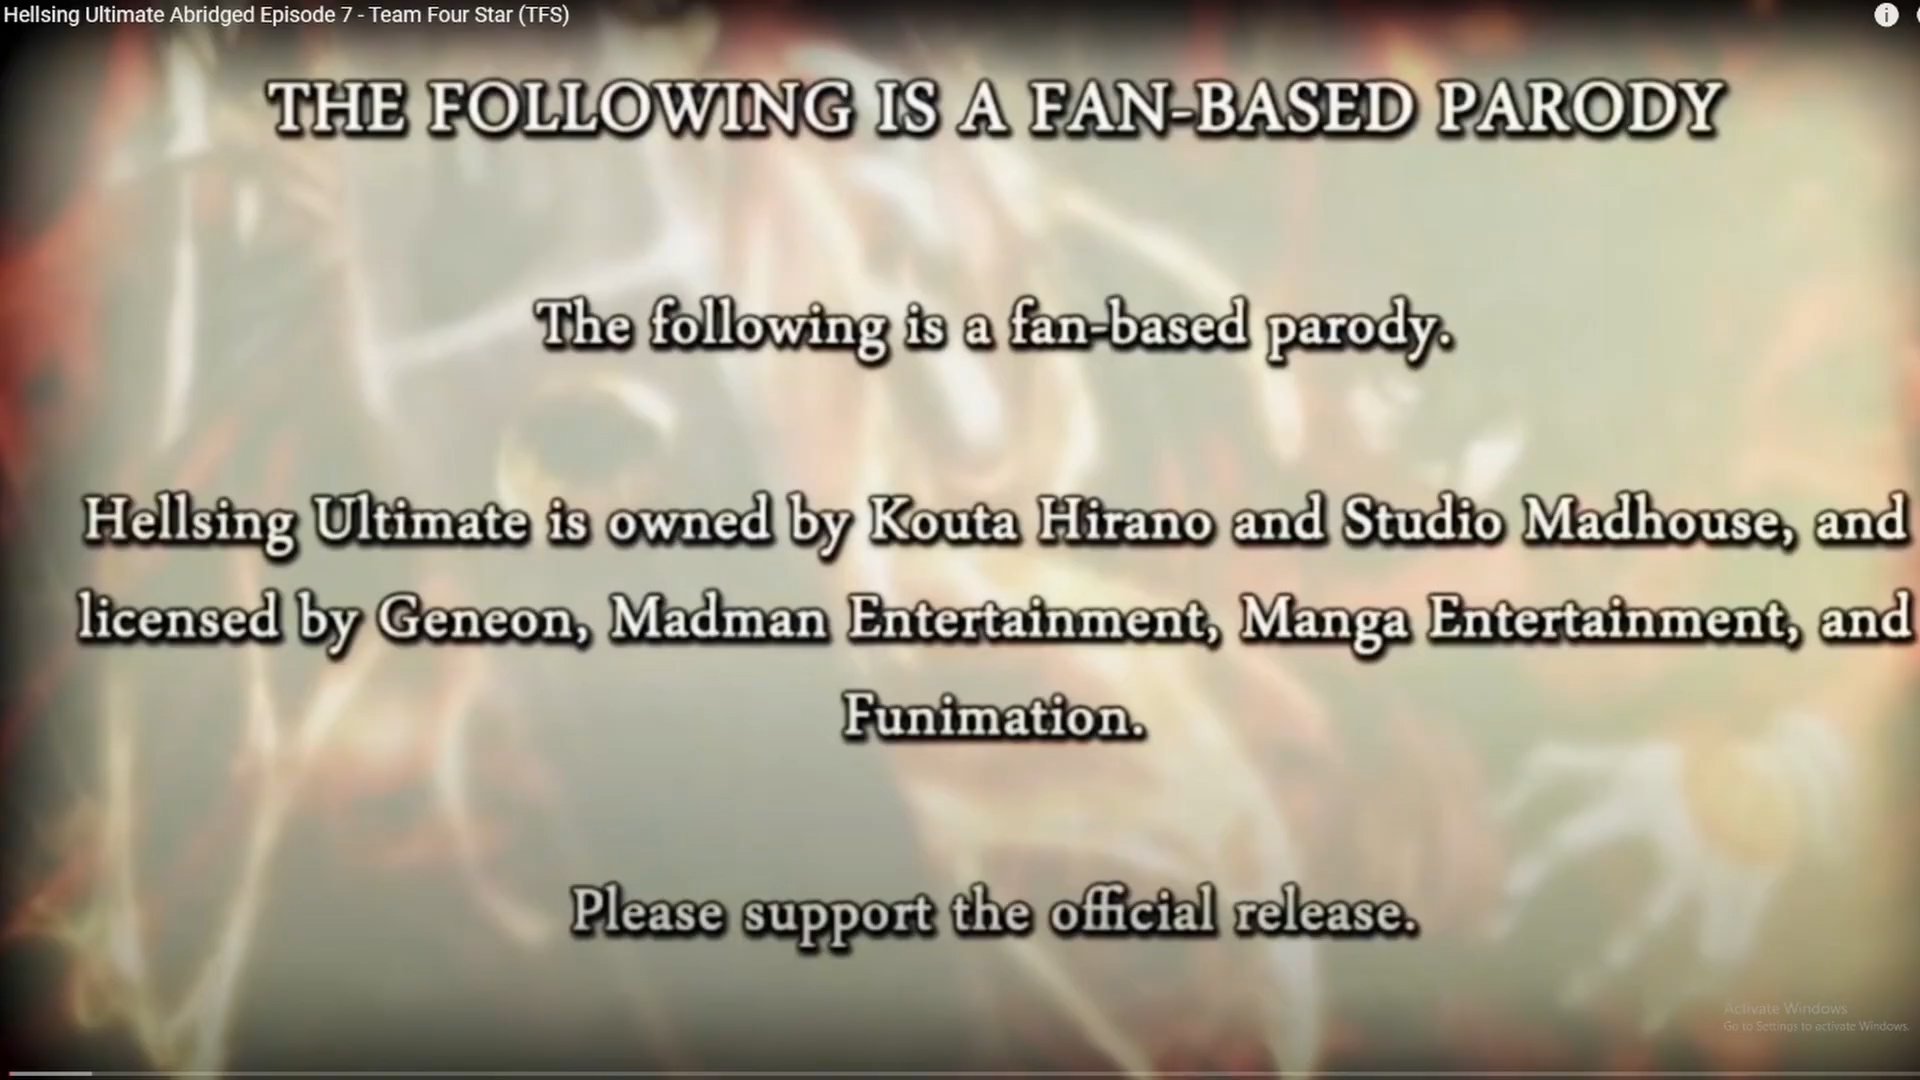 Hellsing Ultimate Abridged Episode 7 - Team Four Star (TFS)
THE FOLLOWING IS A FAN-BASED PARODY
The following is a fan-based parody.
Hellsing Ultimate is owned by Kouta Hirano and Studio Madhouse, and
licensed by Geneon, Madman Entertainment, Manga Entertainment, and
Funimation.
Please support the official release.
Activate Windows
Go to Settings to activate Windows.